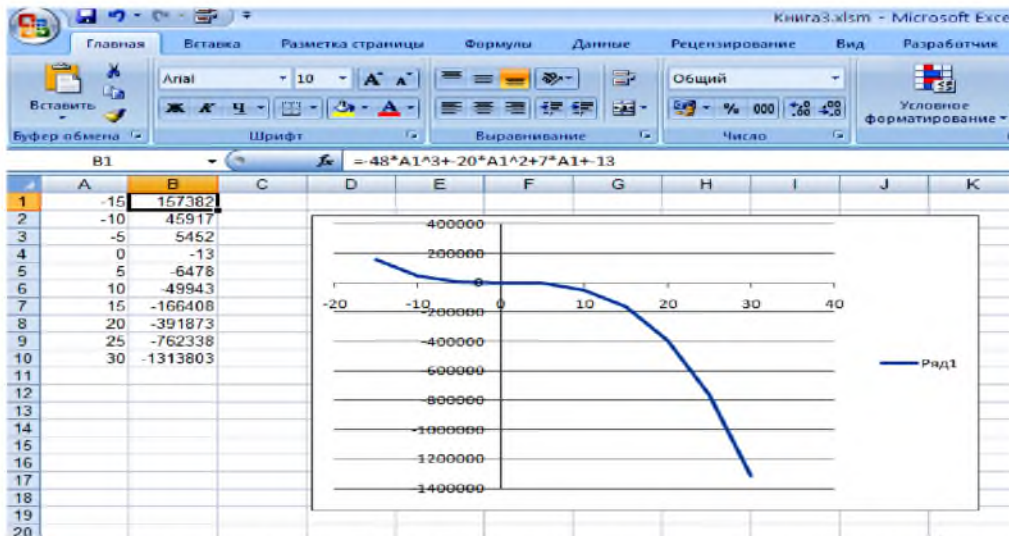 Книга3.xlsm - Microsoft Exce
Главная Вставка Разметка страницы Формулы Данные Рецензирование Вид Разработчик
Вставить
Буфер обмена
Arial 10
Ж К Ч
Шрифт
Выравнивание
Общий
% 000
Число
Условное форматирование
B1 fx =-48*A1^3+-20*A1^2+7*A1+-13
A B C D E F G H I J K
1 -15 157382
2 -10 45917
3 -5 5452
4 0 -13
5 5 -6478
6 10 -49943
7 15 -166408
8 20 -391873
9 25 -762338
10 30 -1313803
11
12
13
14
15
16
17
18
19
20
400000
200000
0
-20 -10 0 10 20 30 40
-200000
-400000
-600000
-800000
-1000000
-1200000
-1400000
Ряд1